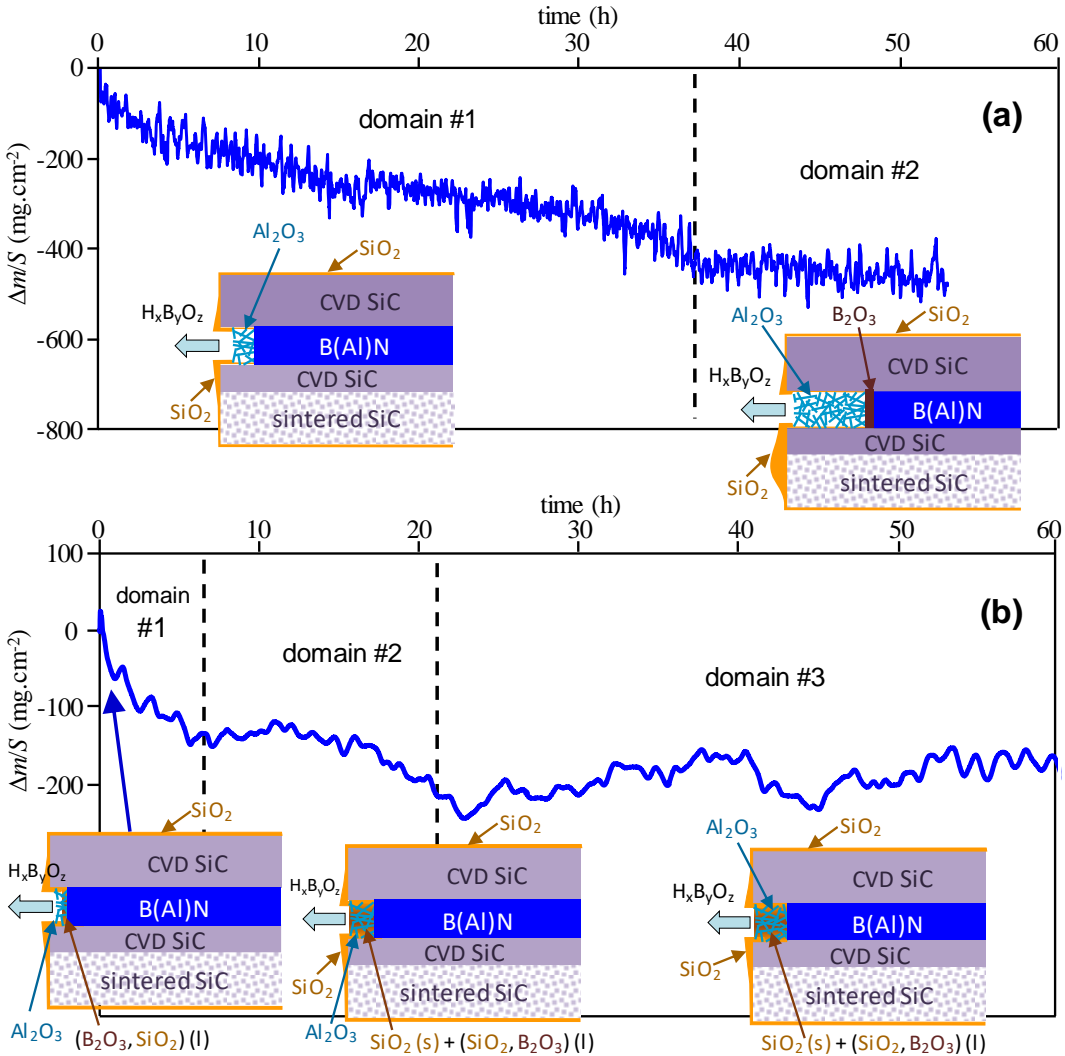 time (h)
0 10 20 30 40 50 60
(a)
domain #1
domain #2
0
-200
-400
-600
-800
Δm/S (mg.cm-2)
Al2O3
SiO2
CVD SiC
HxByOz
B(Al)N
CVD SiC
SiO2
sintered SiC
Al2O3
B2O3
SiO2
CVD SiC
HxByOz
B(Al)N
CVD SiC
SiO2
sintered SiC
time (h)
0 10 20 30 40 50 60
(b)
domain
#1
domain #2
domain #3
100
0
-100
-200
Δm/S (mg.cm-2)
SiO2
CVD SiC
HxByOz
B(Al)N
CVD SiC
sintered SiC
Al2O3
(B2O3, SiO2) (l)
SiO2
CVD SiC
HxByOz
B(Al)N
CVD SiC
SiO2
sintered SiC
Al2O3
SiO2 (s) + (SiO2, B2O3) (l)
Al2O3
SiO2
CVD SiC
HxByOz
B(Al)N
CVD SiC
SiO2
sintered SiC
SiO2 (s) + (SiO2, B2O3) (l)